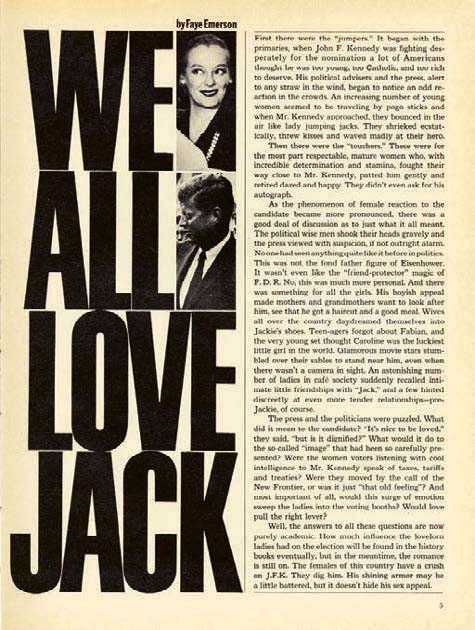 by Faye Emerson
WE
ALL
LOVE
JACK
First there were the "jumpers." It began with the
primaries, when John F. Kennedy was fighting des-
perately for the nomination a lot of Americans
thought he was too young, too Catholic, and too rich
to deserve. His political advisers and the press, alert
to any straw in the wind, began to notice an odd re-
action in the crowds. An increasing number of young
women seemed to be traveling by pogo sticks and
when Mr. Kennedy approached, they bounced in the
air like lady jumping jacks. They shrieked ecstat-
ically, threw kisses and waved madly at their hero.
Then there were the "touchers." These were for
the most part respectable, mature women who, with
incredible determination and stamina, fought their
way close to Mr. Kennedy, patted him gently and
retired dazed and happy. They didn't even ask for his
autograph.
As the phenomenon of female reaction to the
candidate became more pronounced, there was a
good deal of discussion as to just what it all meant.
The political wise men shook their heads gravely and
the press viewed with suspicion, if not outright alarm.
No one had seen anything quite like it before in politics.
This was not the fond father figure of Eisenhower.
It wasn't even like the "friend-protector" magic of
F. D. R. No, this was much more personal. And there
was something for all the girls. His boyish appeal
made mothers and grandmothers want to look after
him, see that he got a haircut and a good meal. Wives
all over the country daydreamed themselves into
Jackie's shoes. Teen-agers forgot about Fabian, and
the very young set thought Caroline was the luckiest
little girl in the world. Glamorous movie stars stum-
bled over their sables to stand near him, even when
there wasn't a camera in sight. An astonishing num-
ber of ladies in café society suddenly recalled inti-
mate little friendships with "Jack," and a few hinted
discreetly at even more tender relationships—pre-
Jackie, of course.
The press and the politicians were puzzled. What
did it mean to the candidate? "It's nice to be loved,"
they said, "but is it dignified?" What would it do to
the so-called "image" that had been so carefully pre-
sented? Were the women voters listening with cool
intelligence to Mr. Kennedy speak of taxes, tariffs
and treaties? Were they moved by the call of the
New Frontier, or was it just "that old feeling"? And
most important of all, would this surge of emotion
sweep the ladies into the voting booths? Would love
pull the right lever?
Well, the answers to all these questions are now
purely academic. How much influence the lovelorn
ladies had on the election will be found in the history
books eventually, but in the meantime, the romance
is still on. The females of this country have a crush
on J.F.K. They dig him. His shining armor may be
a little battered, but it doesn't hide his sex appeal.
5